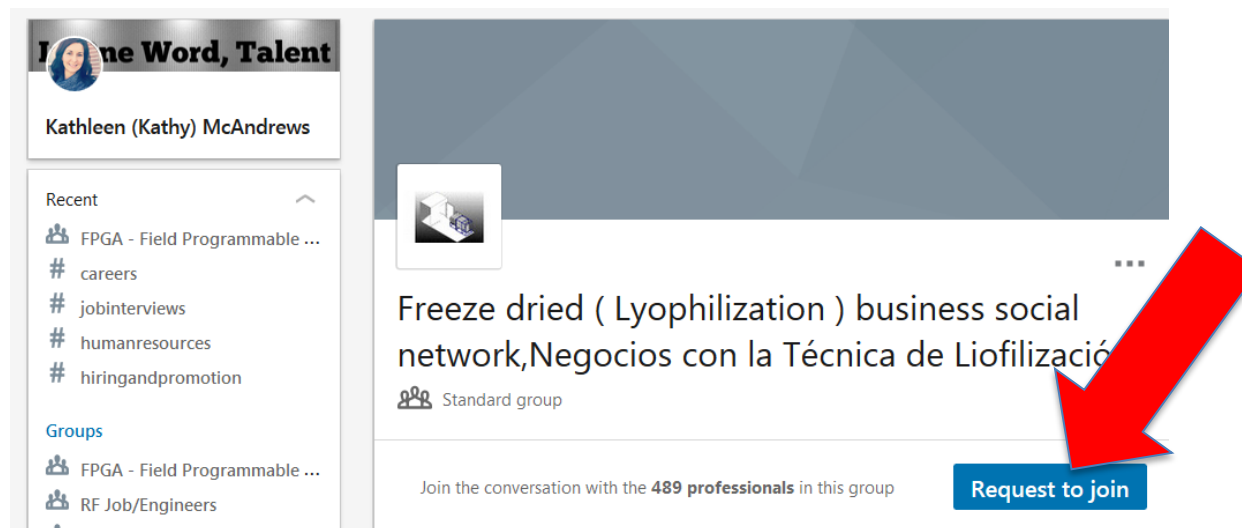 ne Word, Talent
Kathleen (Kathy) McAndrews
Recent
FPGA - Field Programmable ...
# careers
# jobinterviews
# humanresources
# hiringandpromotion
Groups
FPGA - Field Programmable ...
RF Job/Engineers
Freeze dried ( Lyophilization ) business social
network,Negocios con la Técnica de Liofilizació
Standard group
Join the conversation with the 489 professionals in this group
Request to join